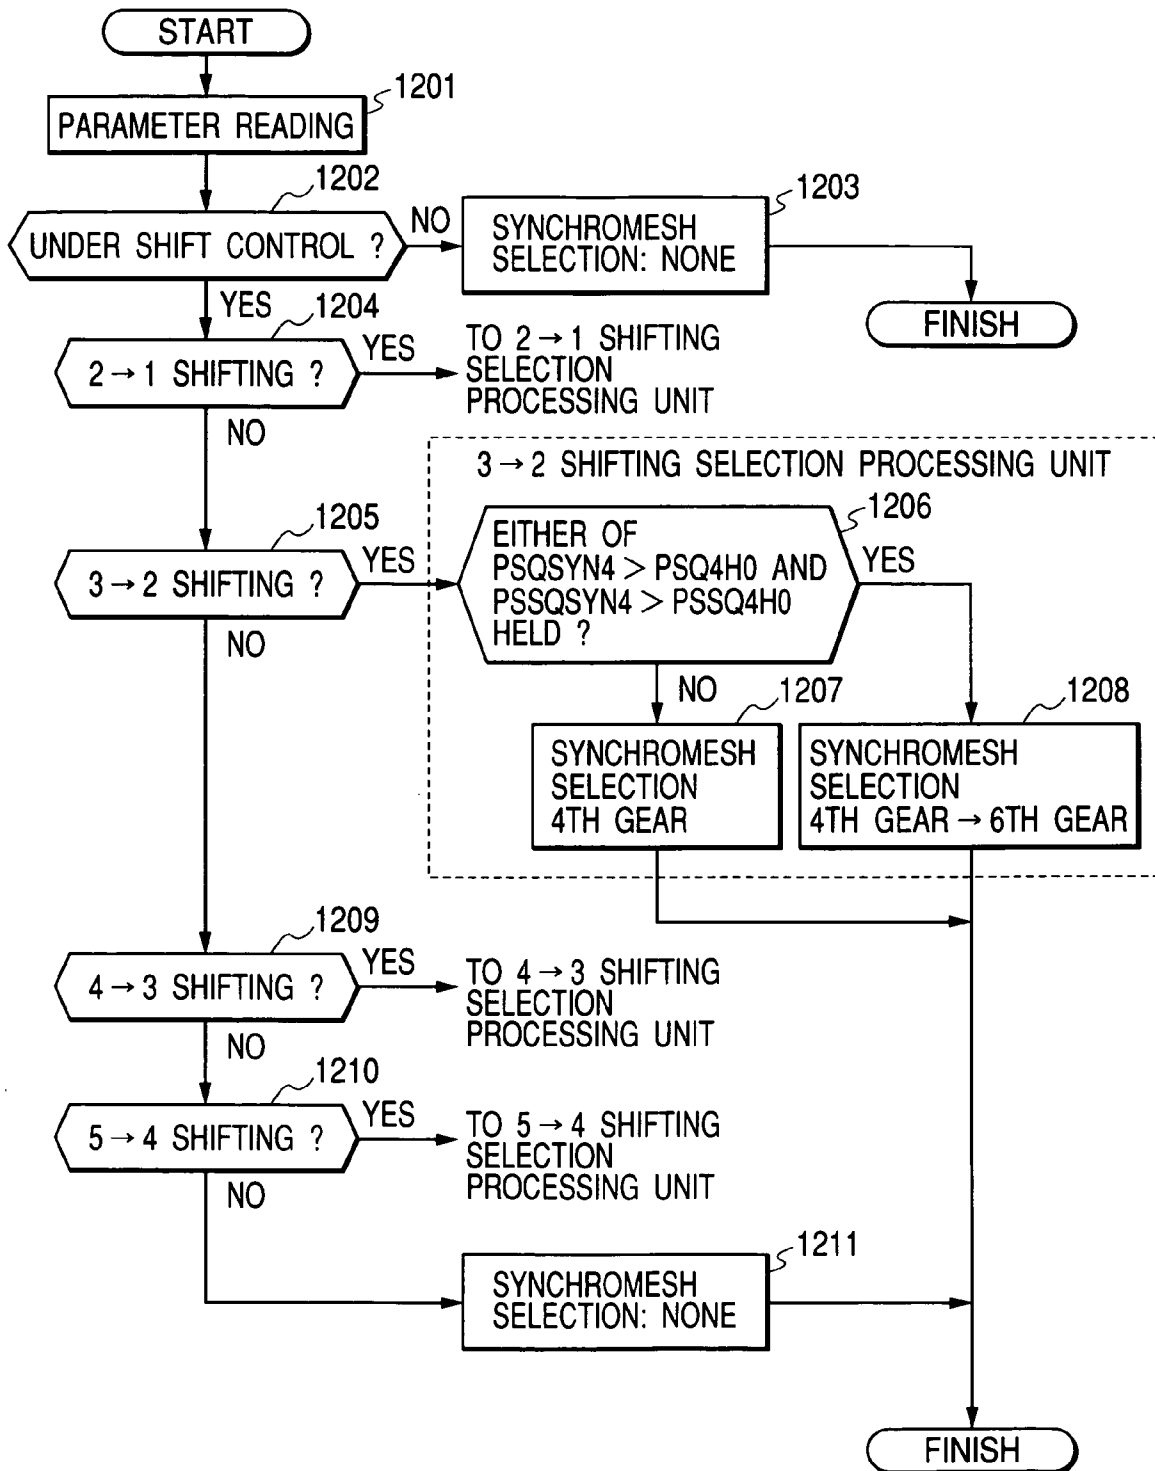 START
1201
PARAMETER READING
1202
UNDER SHIFT CONTROL ?
NO
1203
SYNCHROMESH
SELECTION: NONE
FINISH
YES
1204
2 → 1 SHIFTING ?
YES
TO 2 → 1 SHIFTING
SELECTION
PROCESSING UNIT
NO
3 → 2 SHIFTING SELECTION PROCESSING UNIT
1205
3 → 2 SHIFTING ?
YES
1206
EITHER OF
PSQSYN4 > PSQ4H0 AND
PSSQSYN4 > PSSQ4H0
HELD ?
YES
NO
NO
1207
SYNCHROMESH
SELECTION
4TH GEAR
1208
SYNCHROMESH
SELECTION
4TH GEAR → 6TH GEAR
1209
4 → 3 SHIFTING ?
YES
TO 4 → 3 SHIFTING
SELECTION
PROCESSING UNIT
NO
1210
5 → 4 SHIFTING ?
YES
TO 5 → 4 SHIFTING
SELECTION
PROCESSING UNIT
NO
1211
SYNCHROMESH
SELECTION: NONE
FINISH